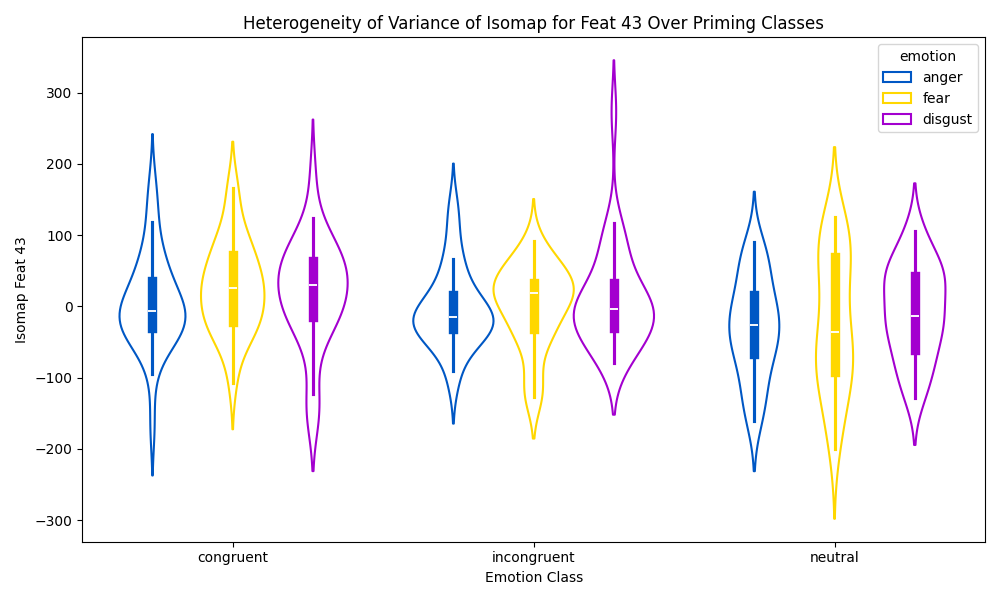 Heterogeneity of Variance of Isomap for Feat 43 Over Priming Classes
emotion
anger
fear
disgust
Isomap Feat 43
300
200
100
0
−100
−200
−300
congruent
incongruent
neutral
Emotion Class